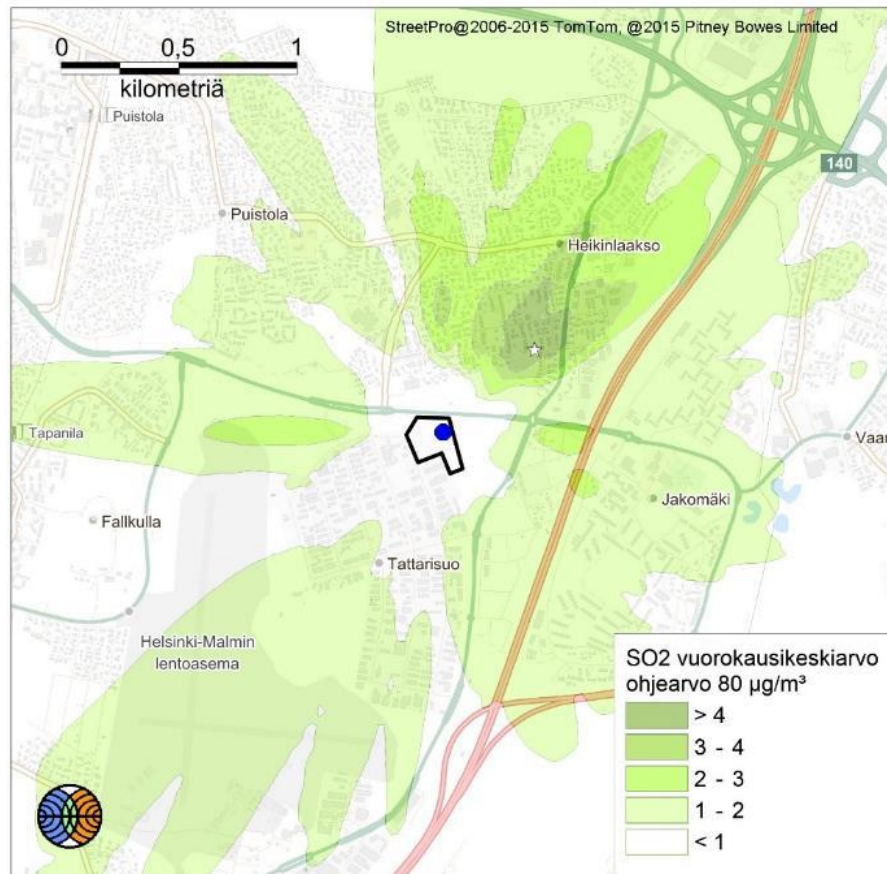 StreetPro@2006-2015 TomTom, @2015 Pitney Bowes Limited
0 0,5 1
kilometriä
Puistola
140
Puistola
Heikinlaakso
Tapanila
Vaar
Fallkulla
Jakomäki
Tattarisuo
Helsinki-Malmin
lentoasema
SO2 vuorokausikeskiarvo
ohjearvo 80 µg/m³
> 4
3 - 4
2 - 3
1 - 2
< 1